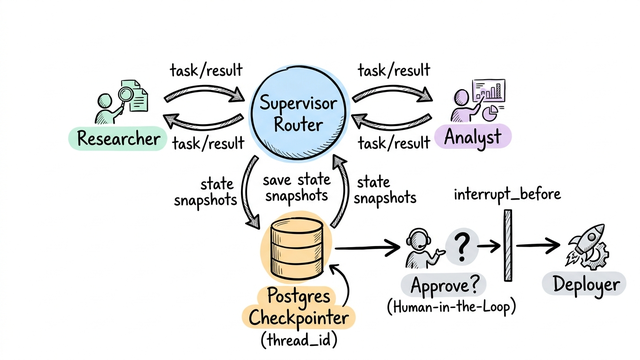 task/result
task/result
Supervisor
Router
Researcher
Analyst
task/result
task/result
state
snapshots
save state
snapshots
state
snapshots
interrupt_before
?
Postgres
Checkpointer
(thread_id)
Approve?
(Human-in-the-Loop)
Deployer